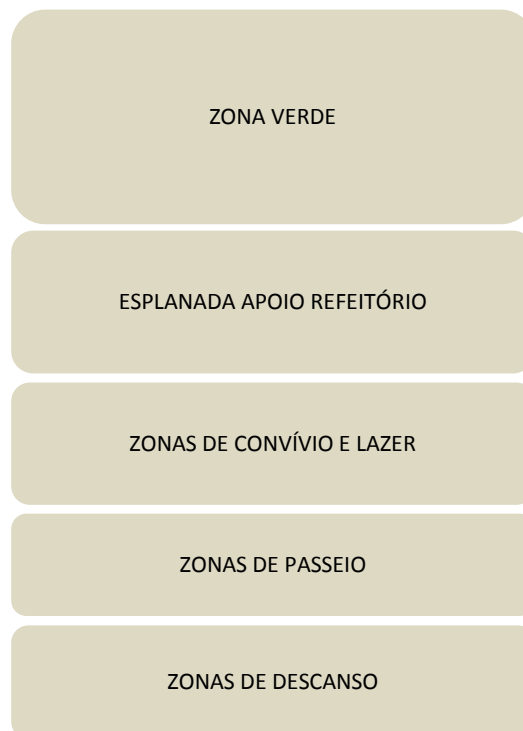 ZONA VERDE
ESPLANADA APOIO REFEITÓRIO
ZONAS DE CONVÍVIO E LAZER
ZONAS DE PASSEIO
ZONAS DE DESCANSO